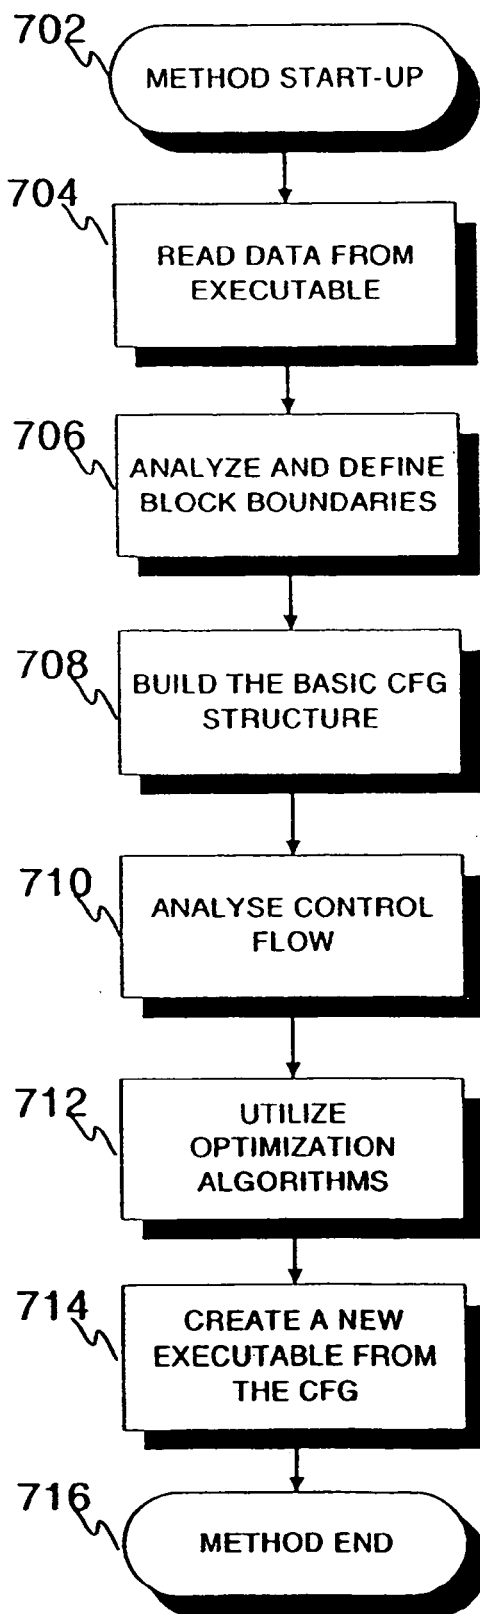 702
METHOD START-UP
704
READ DATA FROM
EXECUTABLE
706
ANALYZE AND DEFINE
BLOCK BOUNDARIES
708
BUILD THE BASIC CFG
STRUCTURE
710
ANALYSE CONTROL
FLOW
712
UTILIZE
OPTIMIZATION
ALGORITHMS
714
CREATE A NEW
EXECUTABLE FROM
THE CFG
716
METHOD END